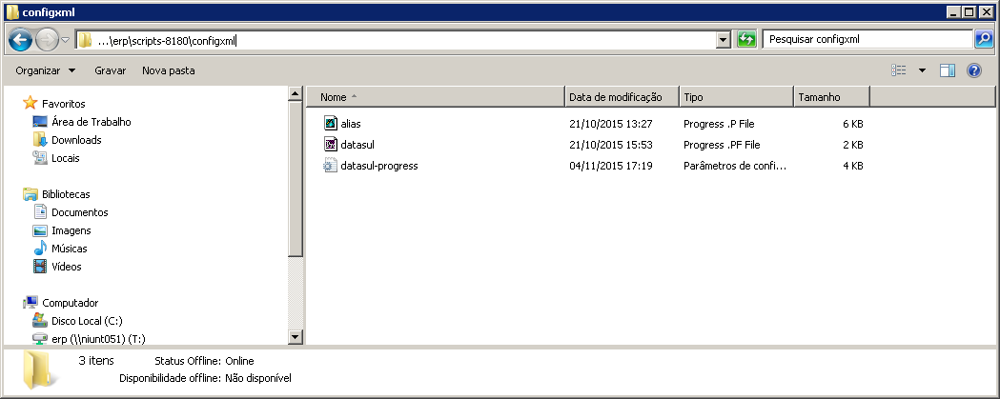 configxml
...\erp\scripts-8180\configxml
Pesquisar configxml
Organizar Gravar Nova pasta
Favoritos
Área de Trabalho
Downloads
Locais
Bibliotecas
Documentos
Imagens
Músicas
Vídeos
Computador
Disco Local (C:)
erp (\\niunt051) (T:)
Nome Data de modificação Tipo Tamanho
alias 21/10/2015 13:27 Progress .P File 6 KB
datasul 21/10/2015 15:53 Progress .PF File 2 KB
datasul-progress 04/11/2015 17:19 Parâmetros de confi... 4 KB
3 itens Status Offline: Online
Disponibilidade offline: Não disponível